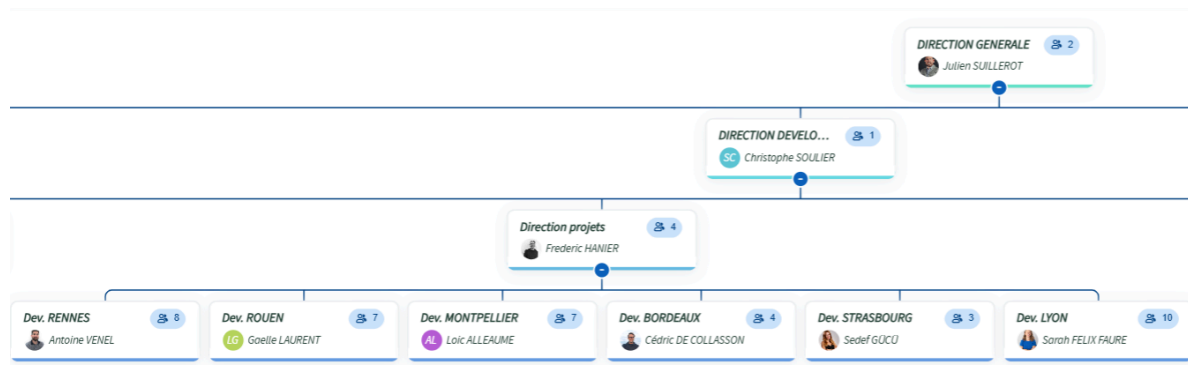 DIRECTION GENERALE 2
Julien SUILLEROT
DIRECTION DEVELO... 1
SC Christophe SOULIER
Direction projets 4
Frederic HANIER
Dev. RENNES 8
Antoine VENEL
Dev. ROUEN 7
LG Gaelle LAURENT
Dev. MONTPELLIER 7
AL Loic ALLEAUME
Dev. BORDEAUX 4
Cédric DE COLLASSON
Dev. STRASBOURG 3
Sedef GÜCÜ
Dev. LYON 10
Sarah FELIX FAURE